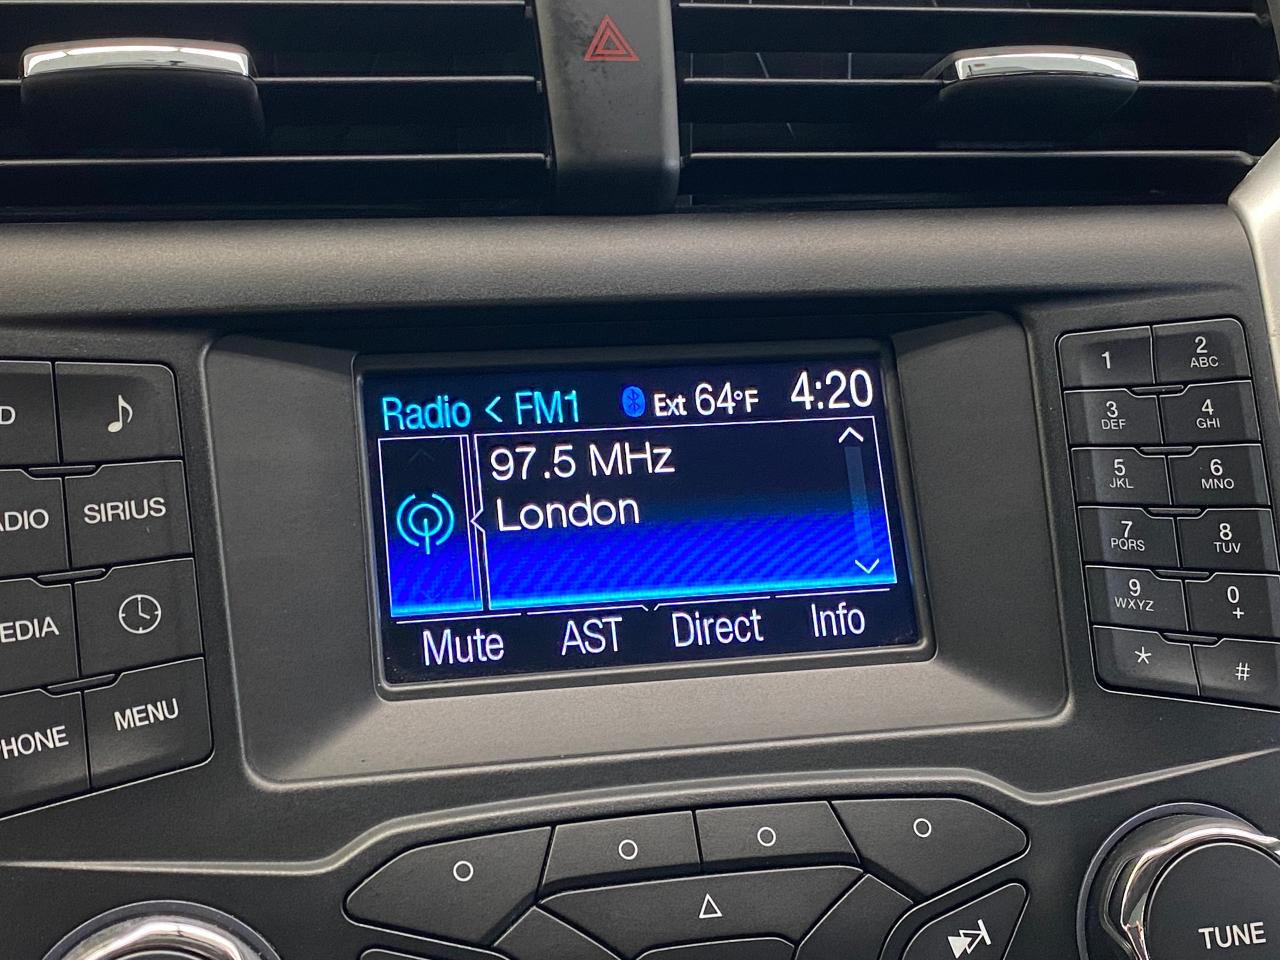 Radio < FM1 Ext 64°F 4:20
97.5 MHz
London
Mute AST Direct Info
SIRIUS
MENU
1
2 ABC
3 DEF
4 GHI
5 JKL
6 MNO
7 PQRS
8 TUV
9 WXYZ
0 +
*
#
TUNE